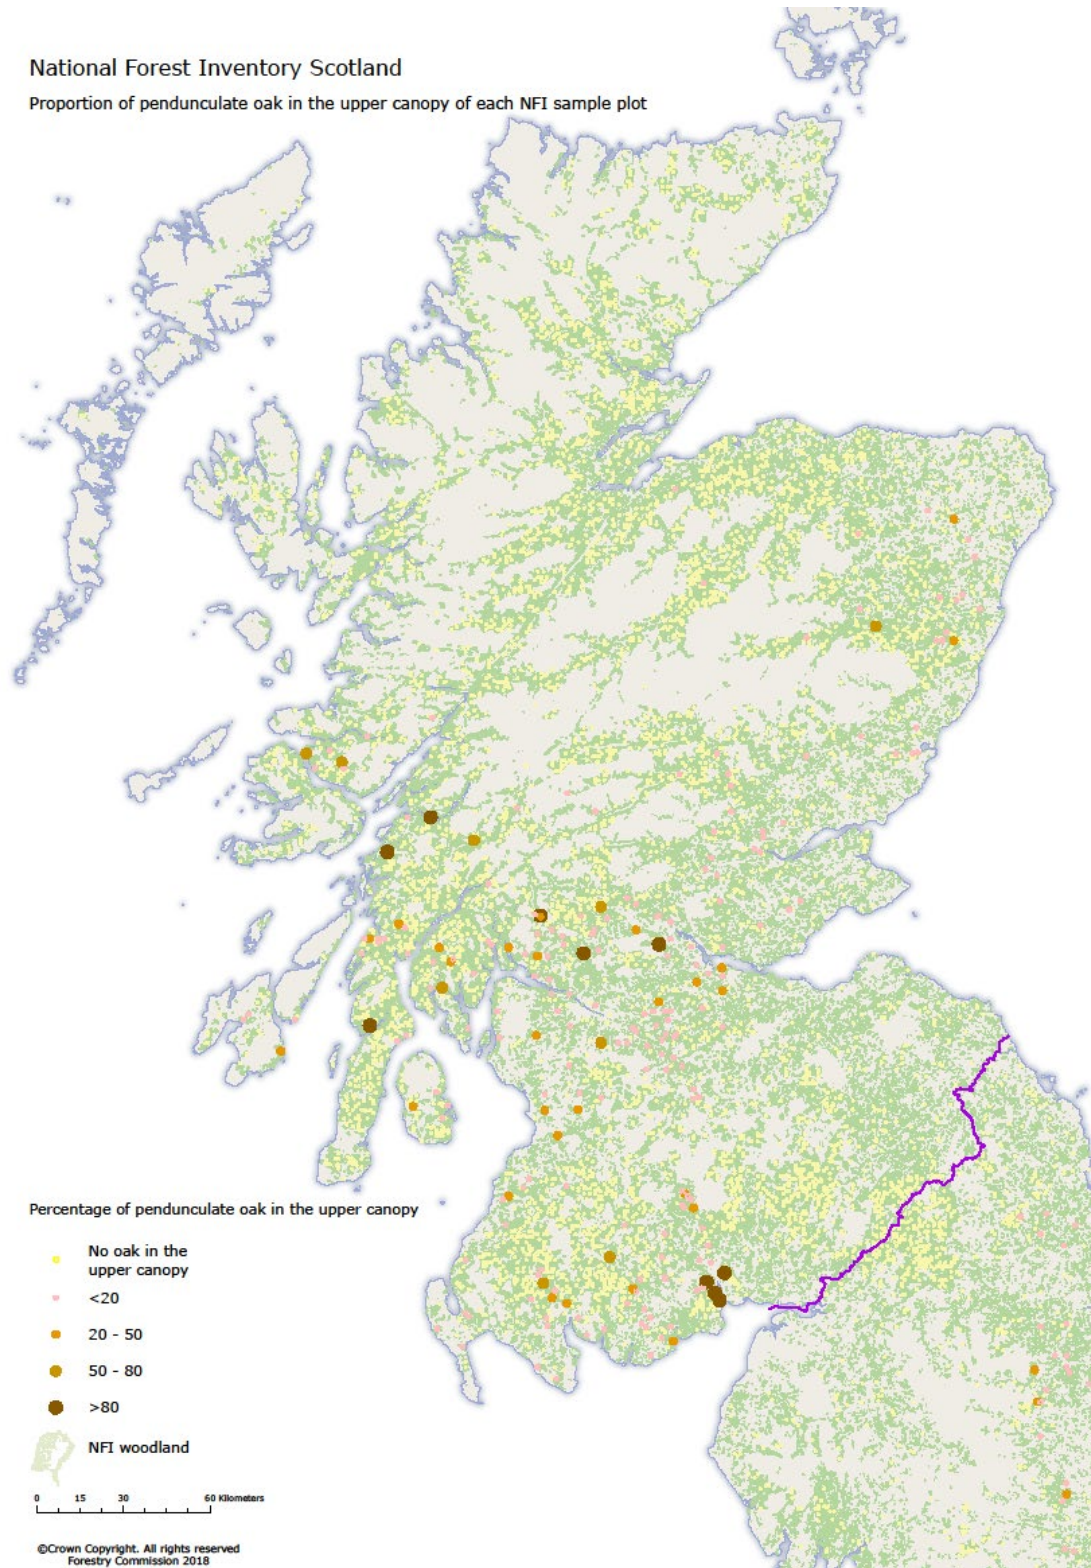 National Forest Inventory Scotland
Proportion of pendunculate oak in the upper canopy of each NFI sample plot
Percentage of pendunculate oak in the upper canopy
No oak in the
upper canopy
<20
20 - 50
50 - 80
>80
NFI woodland
0 15 30 60 Kilometers
©Crown Copyright. All rights reserved
Forestry Commission 2018